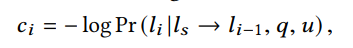 c_i = − log Pr (l_i | l_s → l_{i−1}, q, u) ,